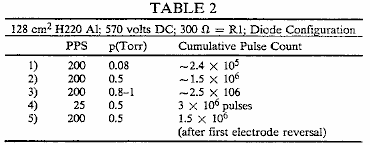 TABLE 2
128 cm² H220 Al; 570 volts DC; 300 Ω = R1; Diode Configuration
PPS p(Torr) Cumulative Pulse Count
1) 200 0.08 ~2.4 × 10⁵
2) 200 0.5 ~1.5 × 10⁶
3) 200 0.8-1 ~2.5 × 106
4) 25 0.5 3 × 10⁶ pulses
5) 200 0.5 1.5 × 10⁶
(after first electrode reversal)